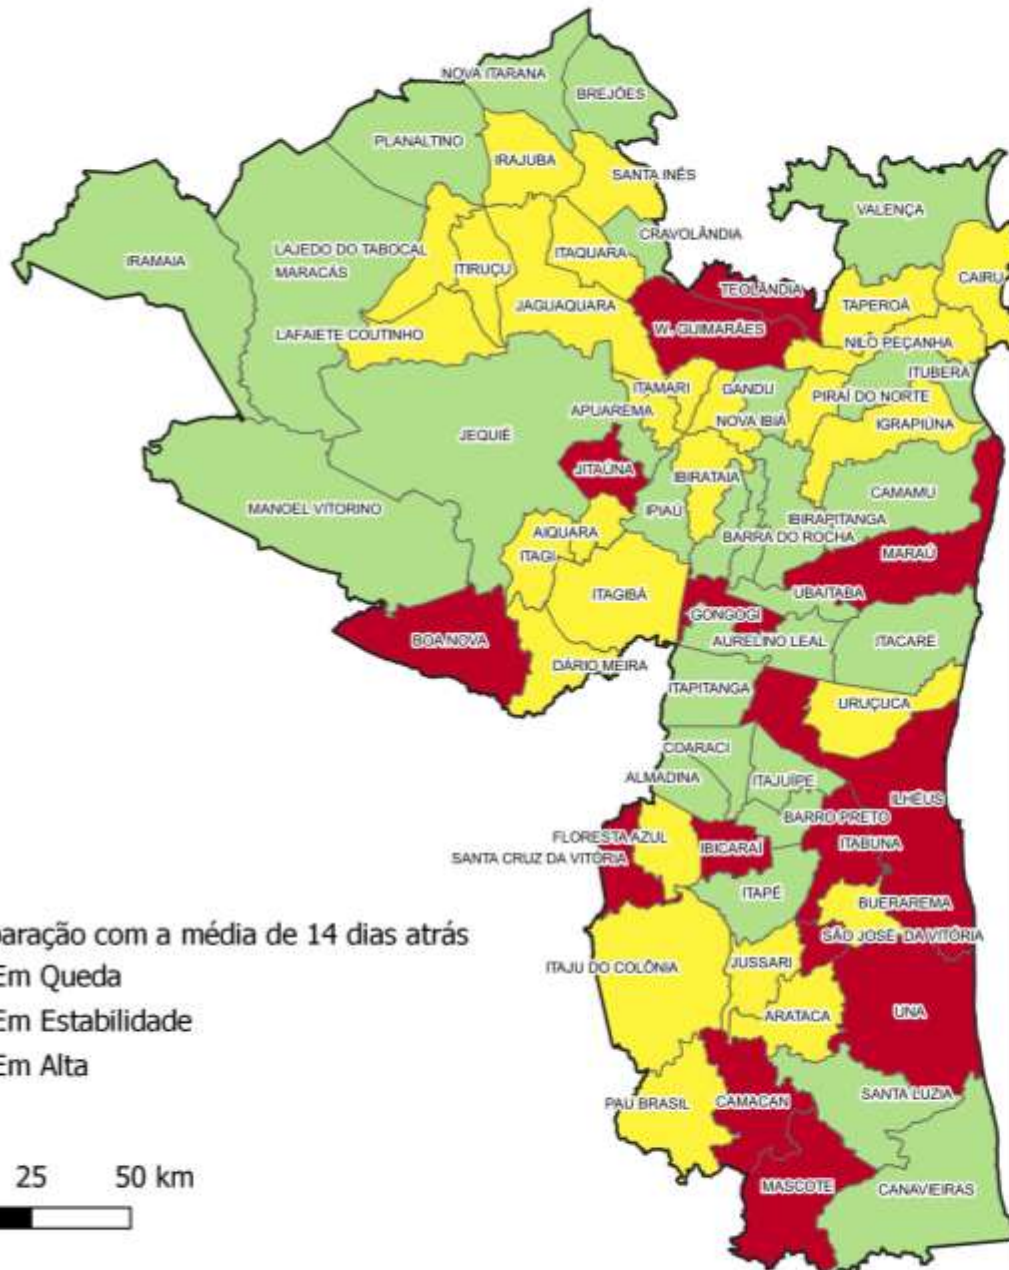 NOVA ITARANA
BREJÕES
PLANALTINO
IRAJUBA
SANTA INÊS
VALENÇA
CRAVOLÂNDIA
LAJEDO DO TABOCAL
ITAQUARA
IRAMAIA
ITIRUÇU
MARACÁS
CAIRU
TEOLÂNDIA
JAGUAQUARA
TAPEROÁ
W. GUIMARÃES
LAFAIETE COUTINHO
NILO PEÇANHA
ITUBERÁ
ITAMARI
GANDU
PIRAÍ DO NORTE
APUAREMA
NOVA IBIÁ
IGRAPIÚNA
JEQUIÉ
JITAÚNA
IBIRATAIA
CAMAMU
MANOEL VITORINO
IPIAÚ
IBIRAPITANGA
AIQUARA
BARRA DO ROCHA
ITAGI
MARAÚ
UBAITABA
ITAGIBÁ
GONGOGI
BOA NOVA
AURELINO LEAL
ITACARÉ
DÁRIO MEIRA
ITAPITANGA
URUÇUCA
COARACI
ALMADINA
ITAJUÍPE
ILHÉUS
BARRO PRETO
FLORESTA AZUL
ITABUNA
IBICARAÍ
SANTA CRUZ DA VITÓRIA
ITAPÉ
BUERAREMA
SÃO JOSÉ DA VITÓRIA
ITAJU DO COLÔNIA
JUSSARI
UNA
ARATACA
PAU BRASIL
CAMACAN
SANTA LUZIA
MASCOTE
CANAVIEIRAS
paração com a média de 14 dias atrás
Em Queda
Em Estabilidade
Em Alta
25 50 km